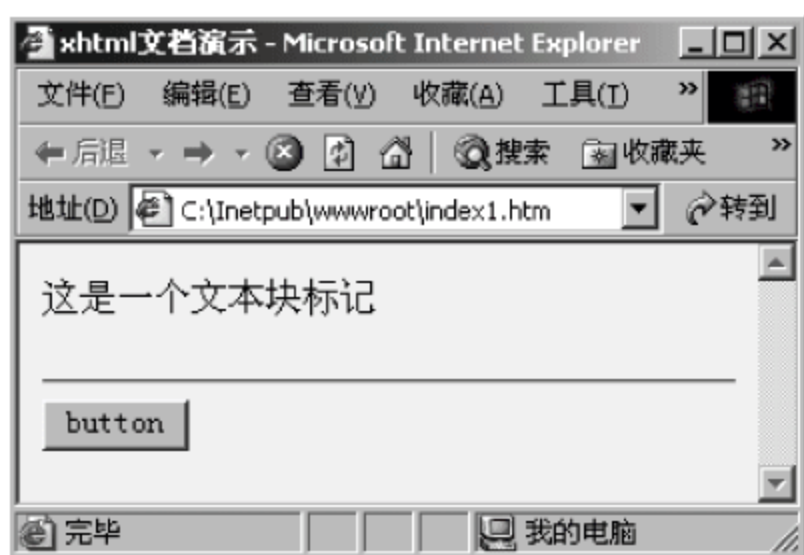 xhtml文档演示 - Microsoft Internet Explorer
文件(F) 编辑(E) 查看(V) 收藏(A) 工具(T) »
后退 搜索 收藏夹 »
地址(D) C:\Inetpub\wwwroot\index1.htm 转到
这是一个文本块标记
button
完毕 我的电脑